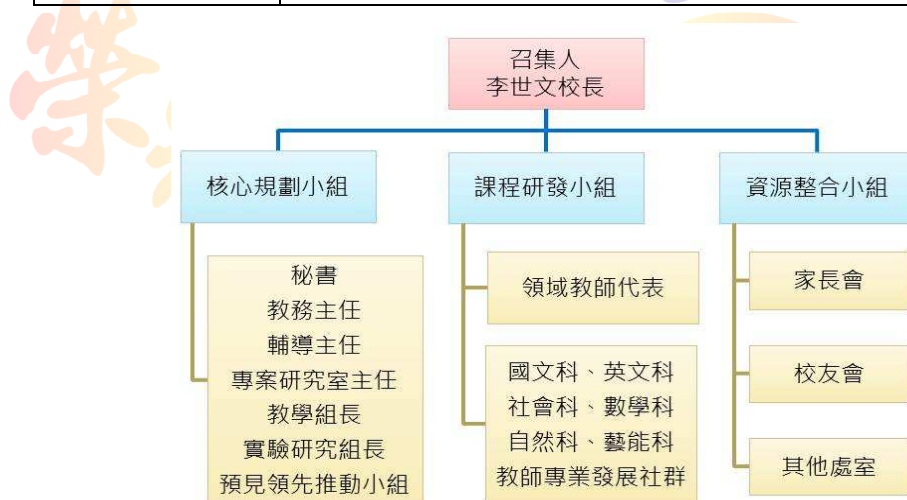 榮
召集人
李世文校長
核心規劃小組
課程研發小組
資源整合小組
秘書
教務主任
輔導主任
專案研究室主任
教學組長
實驗研究組長
預見領先推動小組
領域教師代表
國文科、英文科
社會科、數學科
自然科、藝能科
教師專業發展社群
家長會
校友會
其他處室